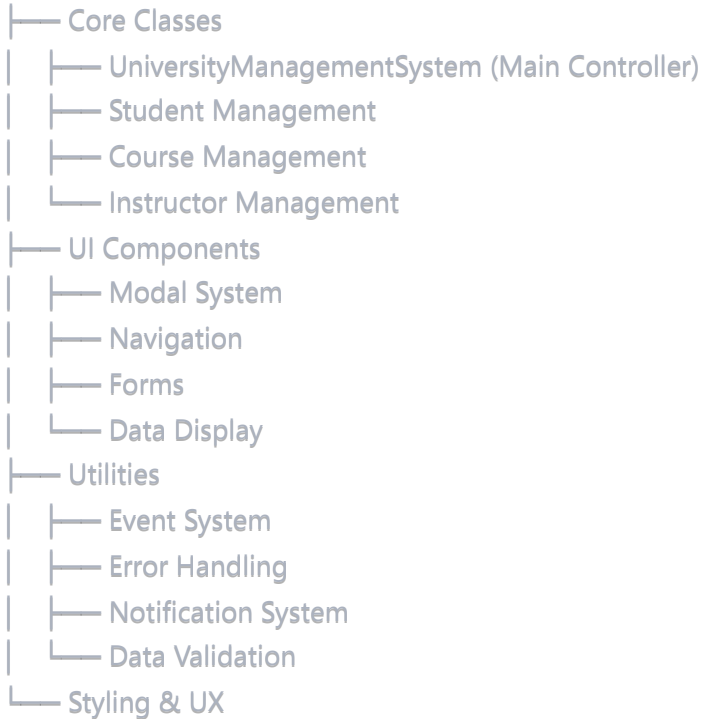 ├── Core Classes
│   ├── UniversityManagementSystem (Main Controller)
│   ├── Student Management
│   ├── Course Management
│   └── Instructor Management
├── UI Components
│   ├── Modal System
│   ├── Navigation
│   ├── Forms
│   └── Data Display
├── Utilities
│   ├── Event System
│   ├── Error Handling
│   ├── Notification System
│   └── Data Validation
└── Styling & UX